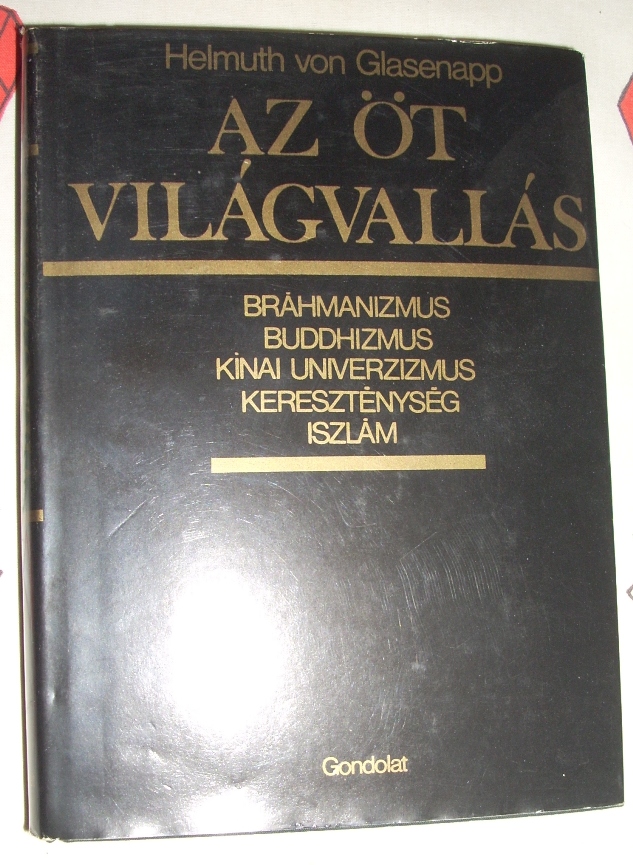 Helmuth von Glasenapp
AZ ÖT
VILÁGVALLÁS
BRÁHMANIZMUS
BUDDHIZMUS
KÍNAI UNIVERZIZMUS
KERESZTÉNYSÉG
ISZLÁM
Gondolat